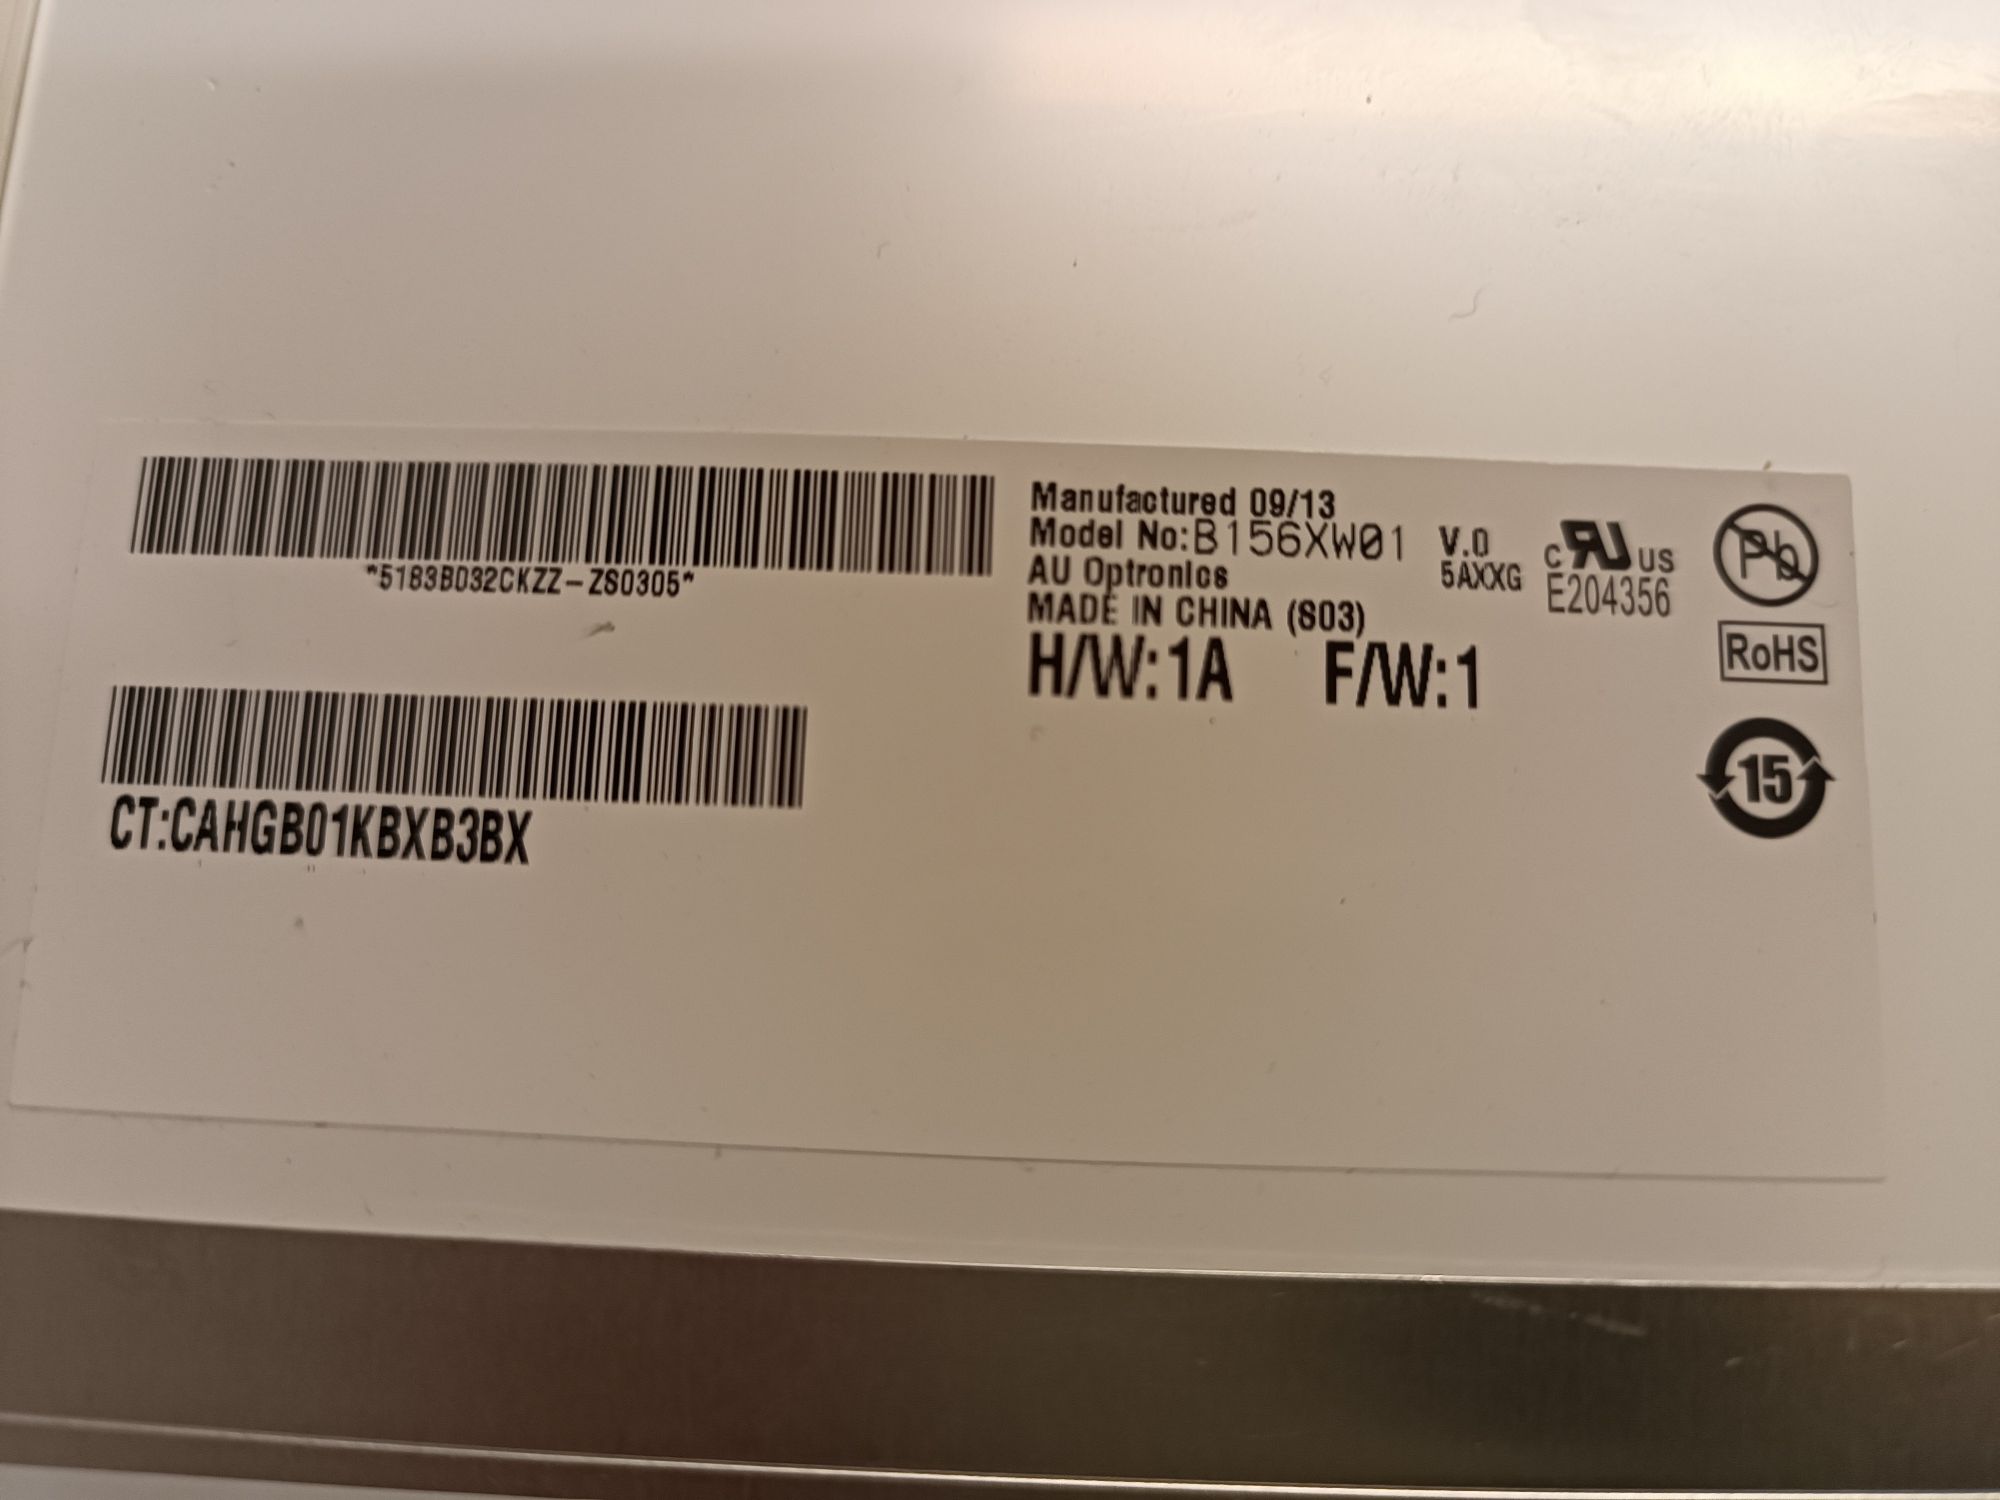 *5183B032CKZZ-ZS0305*
CT:CAHGB01KBXB3BX
Manufactured 09/13
Model No:B156XW01 V.0
AU Optronics 5AXXG
MADE IN CHINA (S03)
H/W:1A F/W:1
c RU US
E204356
Pb
RoHS
15